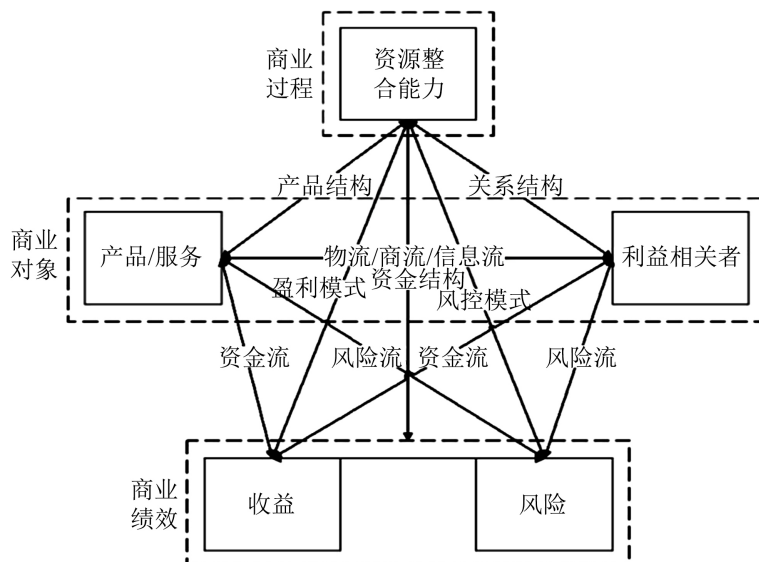 商业
过程
资源整
合能力
产品结构
关系结构
商业
对象
产品/服务
物流/商流/信息流
利益相关者
资金结构
盈利模式
风控模式
资金流
风险流
资金流
风险流
商业
绩效
收益
风险